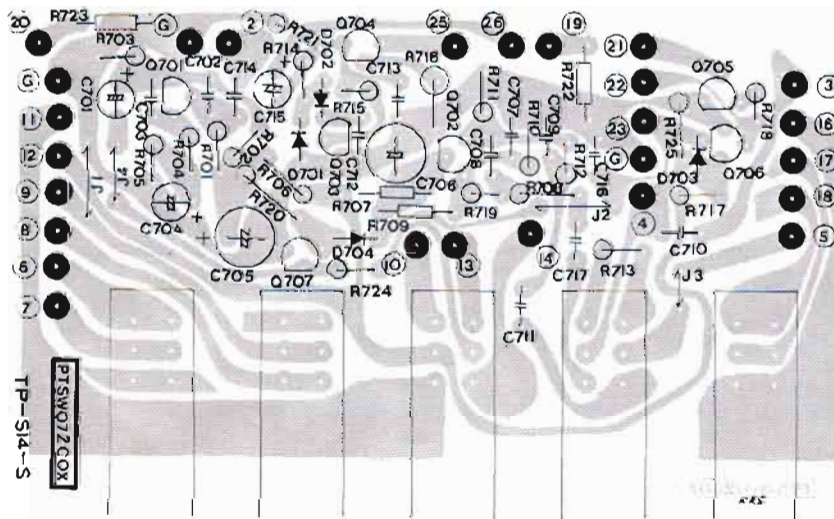 20 R723 G 2 R721 D702 Q704 25 26 19 21
R703 R714 R718 Q705
G C701 Q701 C702 C714 C713 R711 R722 22 3
C715 R715 Q702 C707 R710 C709 R719
11 C703 23 16
12 R705 R704 R701 R702 D701 Q703 C712 C708 R712 C716 G R725 17
J1 J2 D703 Q706
9 R706 R707 C706 R719 R708 18
C704 R720 R709 J2 4 R717
8 C705 D704 5
10 13 14 C717 R713 C710
6 Q707 R724 J3
7 C711
PTSW072COX
TP-S14-S